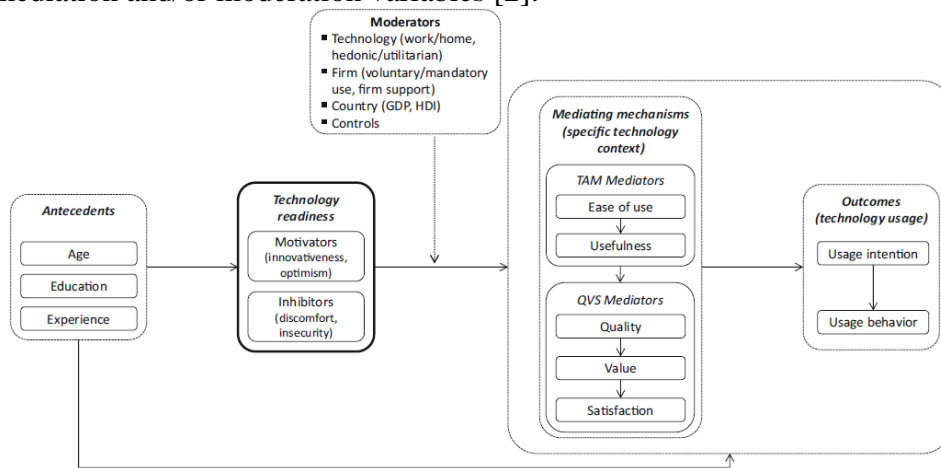 mediation and/or moderation variables [2].
Moderators
▪ Technology (work/home,
hedonic/utilitarian)
▪ Firm (voluntary/mandatory
use, firm support)
▪ Country (GDP, HDI)
▪ Controls
Antecedents
Age
Education
Experience
Technology
readiness
Motivators
(innovativeness,
optimism)
Inhibitors
(discomfort,
insecurity)
Mediating mechanisms
(specific technology
context)
TAM Mediators
Ease of use
Usefulness
QVS Mediators
Quality
Value
Satisfaction
Outcomes
(technology usage)
Usage intention
Usage behavior